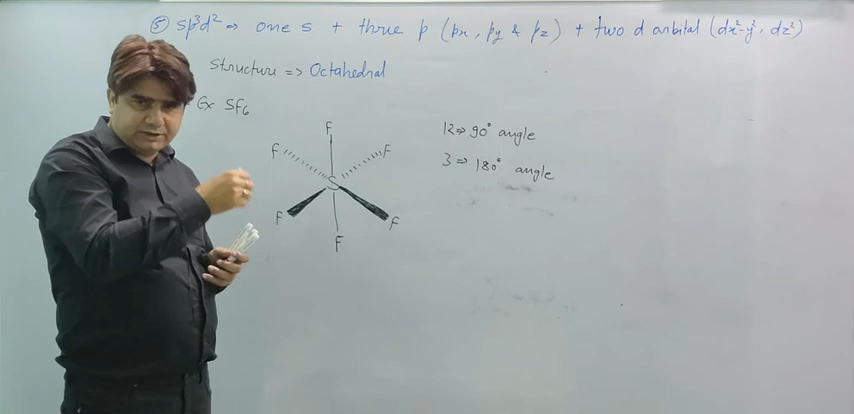 ⑤ sp³d² ⇒ one s + three p (px, py & pz) + two d orbital (dx²-y², dz²)
Structure ⇒ Octahedral
Ex SF₆
F
F F
S
F F
F
12 ⇒ 90° angle
3 ⇒ 180° angle